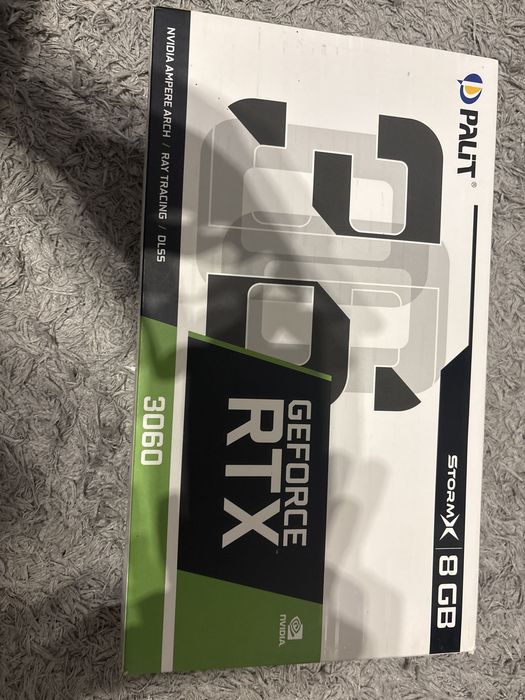 PALiT®
STORMX | 8 GB
GEFORCE
RTX
NVIDIA
3060
NVIDIA AMPERE ARCH / RAY TRACING / DLSS